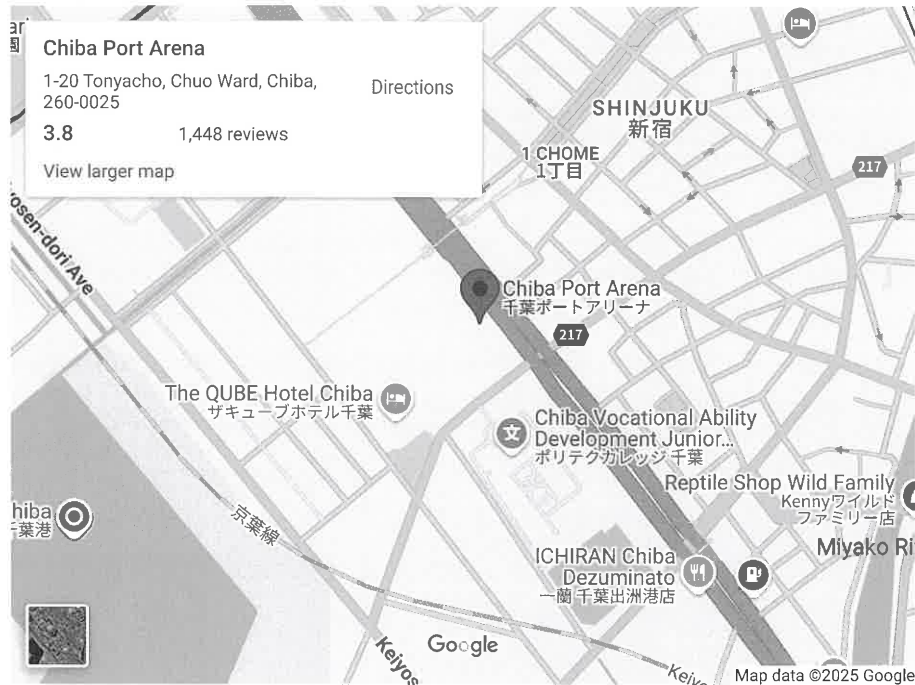 Chiba Port Arena
1-20 Tonyacho, Chuo Ward, Chiba,
260-0025
Directions
3.8 1,448 reviews
View larger map
SHINJUKU
新宿
1 CHOME
1丁目
217
yosen-dori Ave
Chiba Port Arena
千葉ポートアリーナ
217
The QUBE Hotel Chiba
ザキューブホテル千葉
文
Chiba Vocational Ability
Development Junior...
ポリテクカレッジ 千葉
Reptile Shop Wild Family
Kennyワイルド
ファミリー店
hiba
千葉港
京葉線
Miyako Ri
ICHIRAN Chiba
Dezuminato
一蘭 千葉出洲港店
Google
Keiyos
Keiyo
Map data ©2025 Google